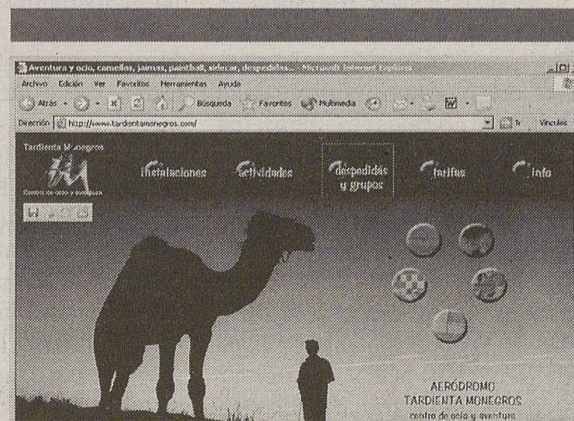 Aventura y ocio, camellos, jaimas, paintball, sidecar, despedidas... - Microsoft Internet Explorer
Archivo Edición Ver Favoritos Herramientas Ayuda
Atrás Búsqueda Favoritos Multimedia
Dirección http://www.tardientamonegros.com/ Ir Vínculos
Tardienta Monegros
Centro de ocio y aventura
instalaciones actividades despedidas y grupos tarifas info
AERÓDROMO
TARDIENTA MONEGROS
centro de ocio y aventura